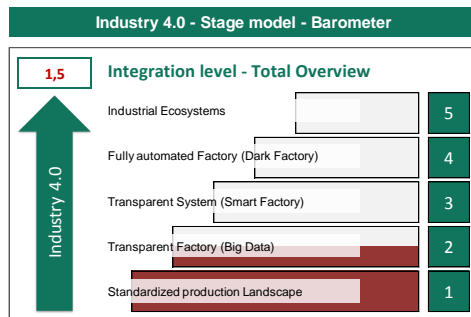 Industry 4.0 - Stage model - Barometer
1,5
Integration level - Total Overview
Industrial Ecosystems
5
Fully automated Factory (Dark Factory)
4
Transparent System (Smart Factory)
3
Transparent Factory (Big Data)
2
Standardized production Landscape
1
Industry 4.0